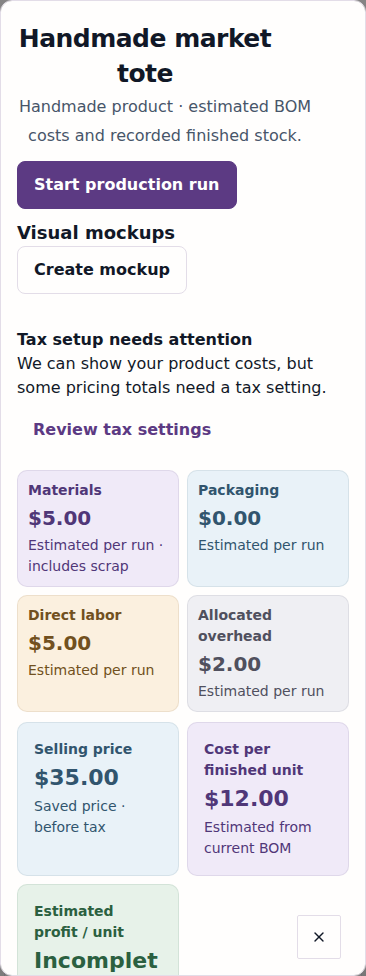 Handmade market
tote
Handmade product · estimated BOM
costs and recorded finished stock.
Start production run
Visual mockups
Create mockup
Tax setup needs attention
We can show your product costs, but
some pricing totals need a tax setting.
Review tax settings
Materials
$5.00
Estimated per run ·
includes scrap
Packaging
$0.00
Estimated per run
Direct labor
$5.00
Estimated per run
Allocated
overhead
$2.00
Estimated per run
Selling price
$35.00
Saved price ·
before tax
Cost per
finished unit
$12.00
Estimated from
current BOM
Estimated
profit / unit
Incomplet
×